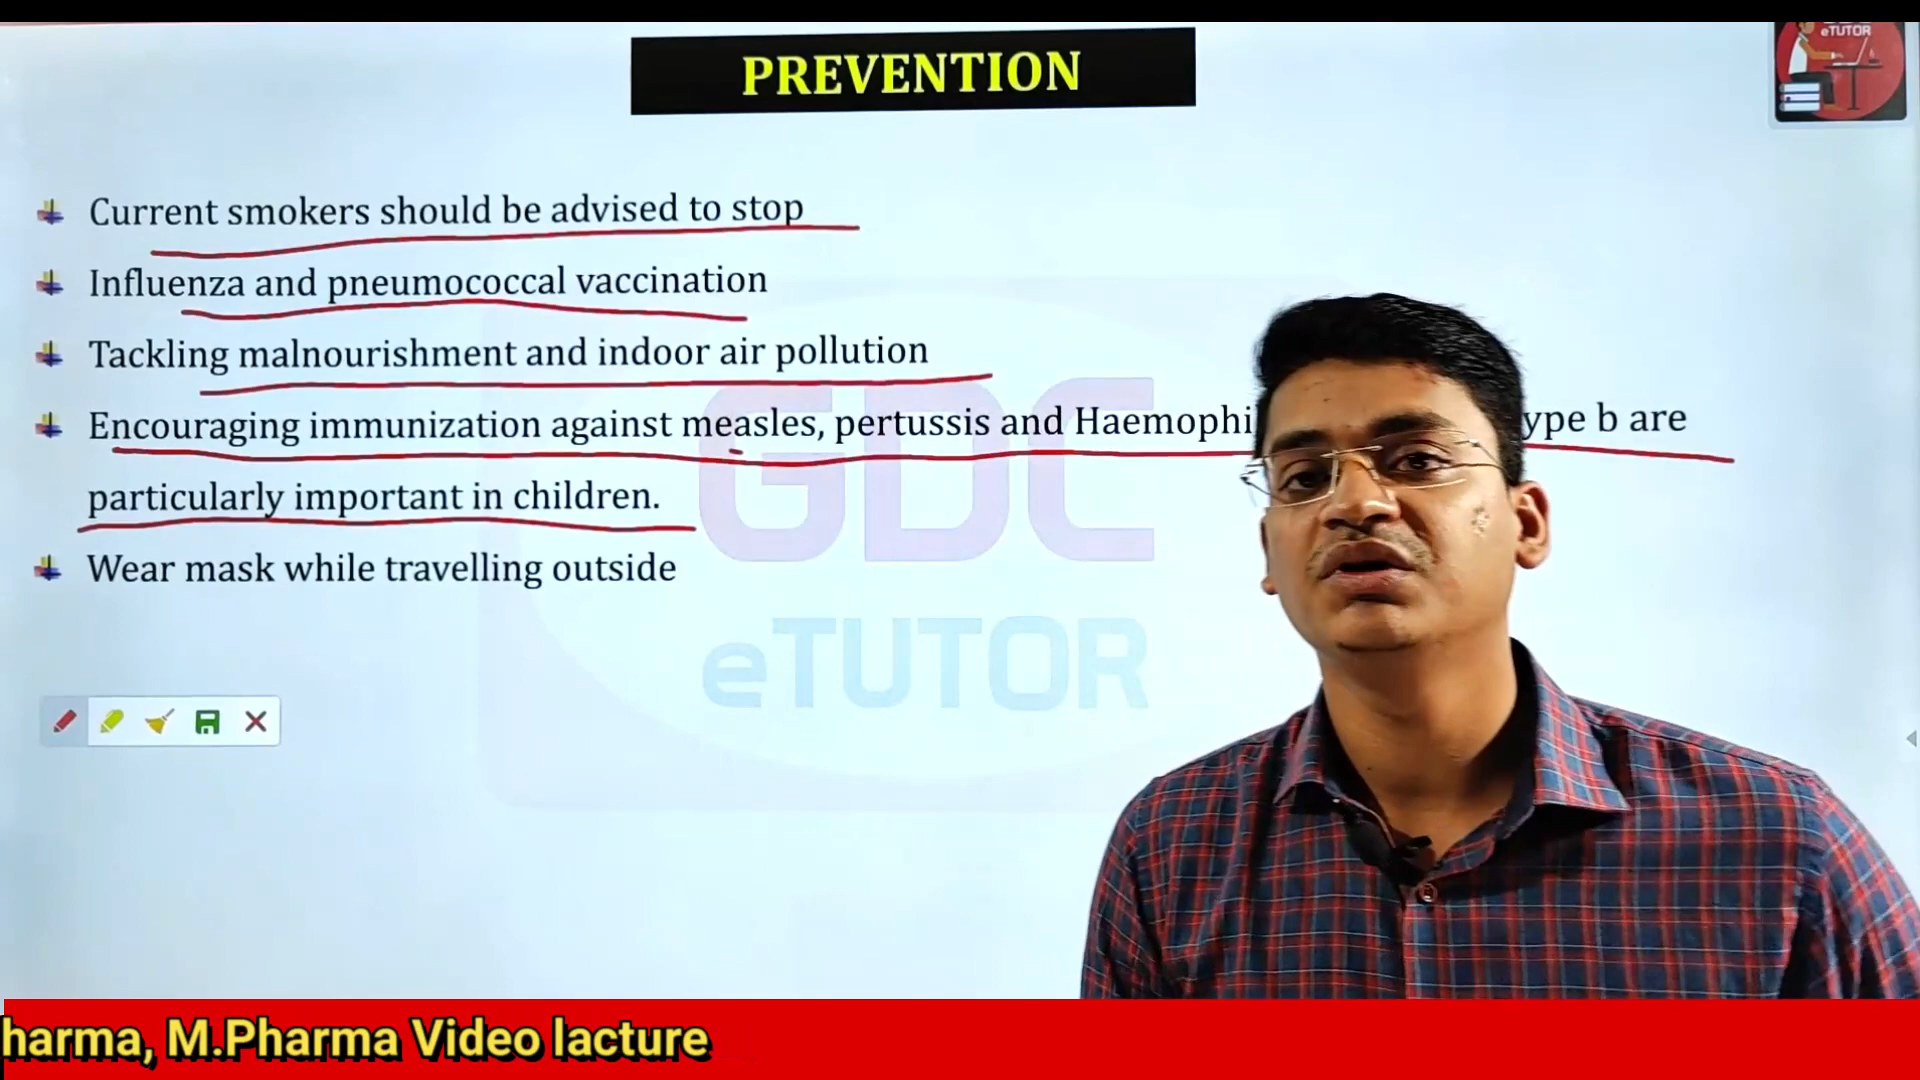 eTUTOR
PREVENTION
Current smokers should be advised to stop
Influenza and pneumococcal vaccination
Tackling malnourishment and indoor air pollution
Encouraging immunization against measles, pertussis and Haemophi ype b are
particularly important in children.
Wear mask while travelling outside
GDC
eTUTOR
harma, M.Pharma Video lacture